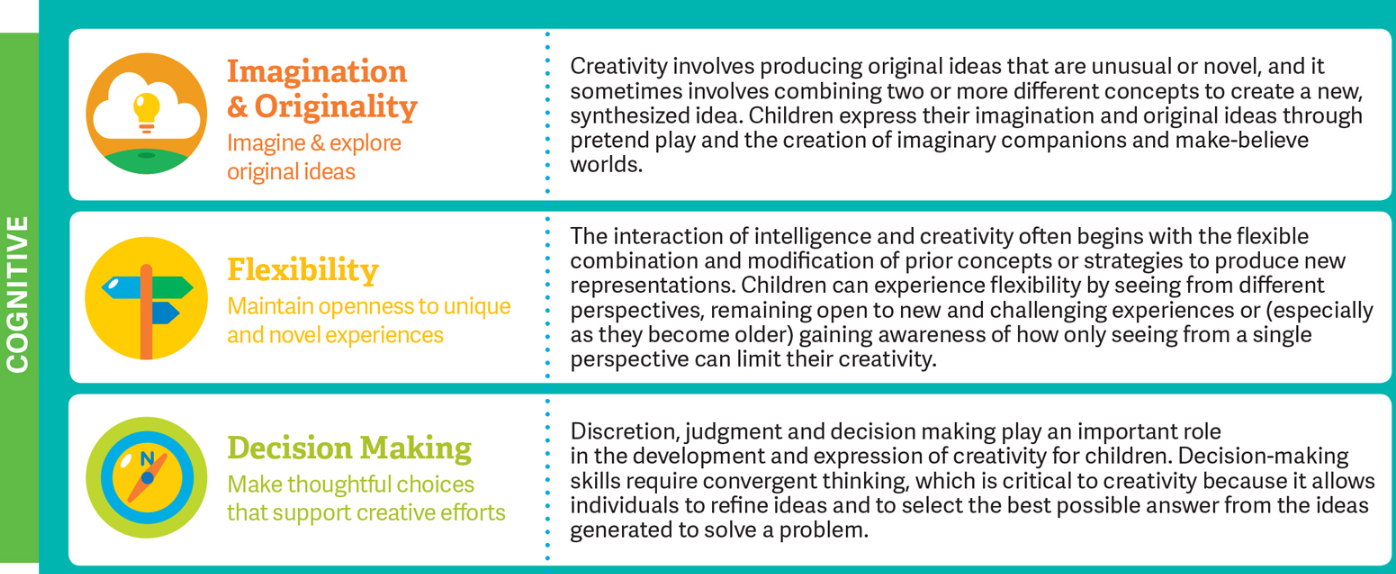 COGNITIVE
Imagination
& Originality
Imagine & explore
original ideas
Creativity involves producing original ideas that are unusual or novel, and it
sometimes involves combining two or more different concepts to create a new,
synthesized idea. Children express their imagination and original ideas through
pretend play and the creation of imaginary companions and make-believe
worlds.
Flexibility
Maintain openness to unique
and novel experiences
The interaction of intelligence and creativity often begins with the flexible
combination and modification of prior concepts or strategies to produce new
representations. Children can experience flexibility by seeing from different
perspectives, remaining open to new and challenging experiences or (especially
as they become older) gaining awareness of how only seeing from a single
perspective can limit their creativity.
N
Decision Making
Make thoughtful choices
that support creative efforts
Discretion, judgment and decision making play an important role
in the development and expression of creativity for children. Decision-making
skills require convergent thinking, which is critical to creativity because it allows
individuals to refine ideas and to select the best possible answer from the ideas
generated to solve a problem.